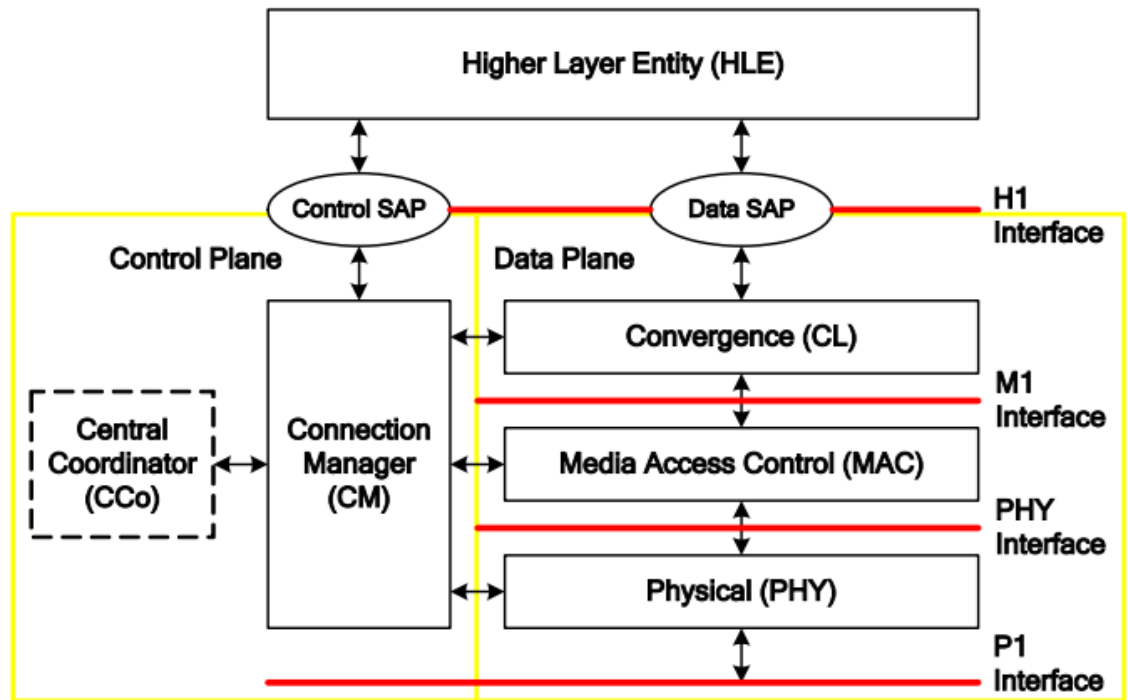 Higher Layer Entity (HLE)
Control SAP
Data SAP
H1
Interface
Control Plane
Data Plane
Convergence (CL)
M1
Interface
Central
Coordinator
(CCo)
Connection
Manager
(CM)
Media Access Control (MAC)
PHY
Interface
Physical (PHY)
P1
Interface